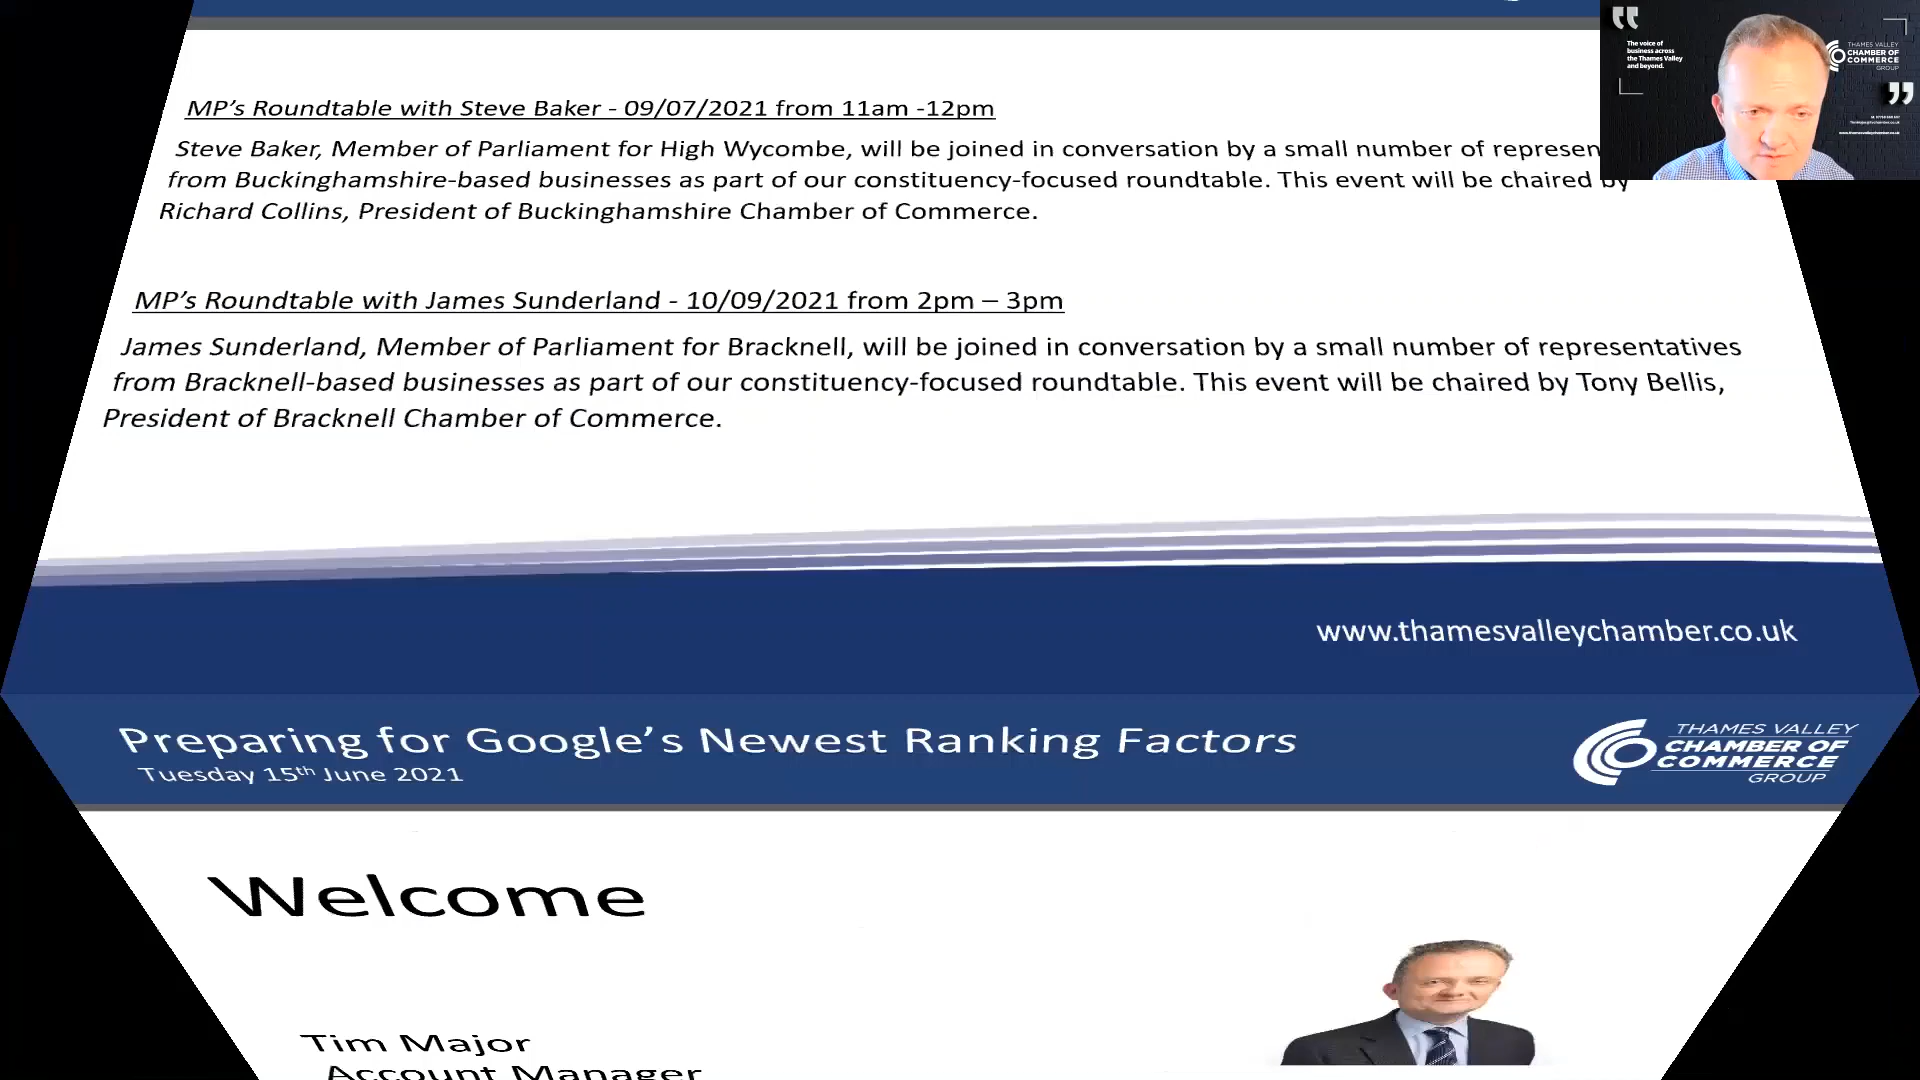 The voice of
business across
the Thames Valley
and beyond.
THAMES VALLEY
CHAMBER OF
COMMERCE
GROUP
MP’s Roundtable with Steve Baker - 09/07/2021 from 11am -12pm
Steve Baker, Member of Parliament for High Wycombe, will be joined in conversation by a small number of represen
from Buckinghamshire-based businesses as part of our constituency-focused roundtable. This event will be chaired by
Richard Collins, President of Buckinghamshire Chamber of Commerce.
MP’s Roundtable with James Sunderland - 10/09/2021 from 2pm – 3pm
James Sunderland, Member of Parliament for Bracknell, will be joined in conversation by a small number of representatives
from Bracknell-based businesses as part of our constituency-focused roundtable. This event will be chaired by Tony Bellis,
President of Bracknell Chamber of Commerce.
www.thamesvalleychamber.co.uk
Preparing for Google’s Newest Ranking Factors
Tuesday 15th June 2021
THAMES VALLEY
CHAMBER OF
COMMERCE
GROUP
Welcome
Tim Major
Account Manager